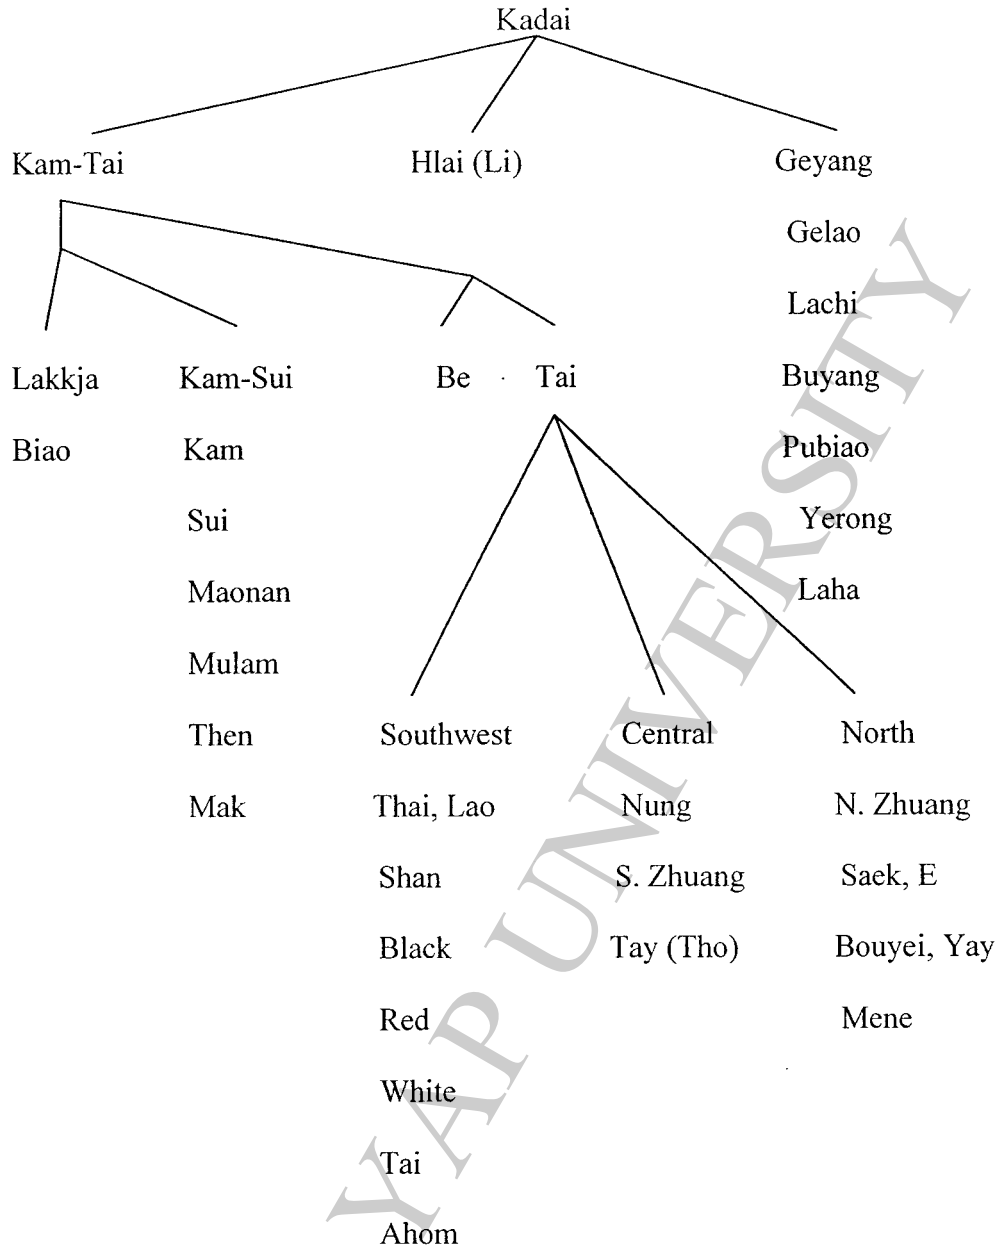 Kadai
Kam-Tai Hlai (Li) Geyang
Gelao
Lachi
Lakkja Kam-Sui Be Tai Buyang
Biao Kam Pubiao
Sui Yerong
Maonan Laha
Mulam
Then Southwest Central North
Mak Thai, Lao Nung N. Zhuang
Shan S. Zhuang Saek, E
Black Tay (Tho) Bouyei, Yay
Red Mene
White
Tai
Ahom
YAP UNIVERSITY